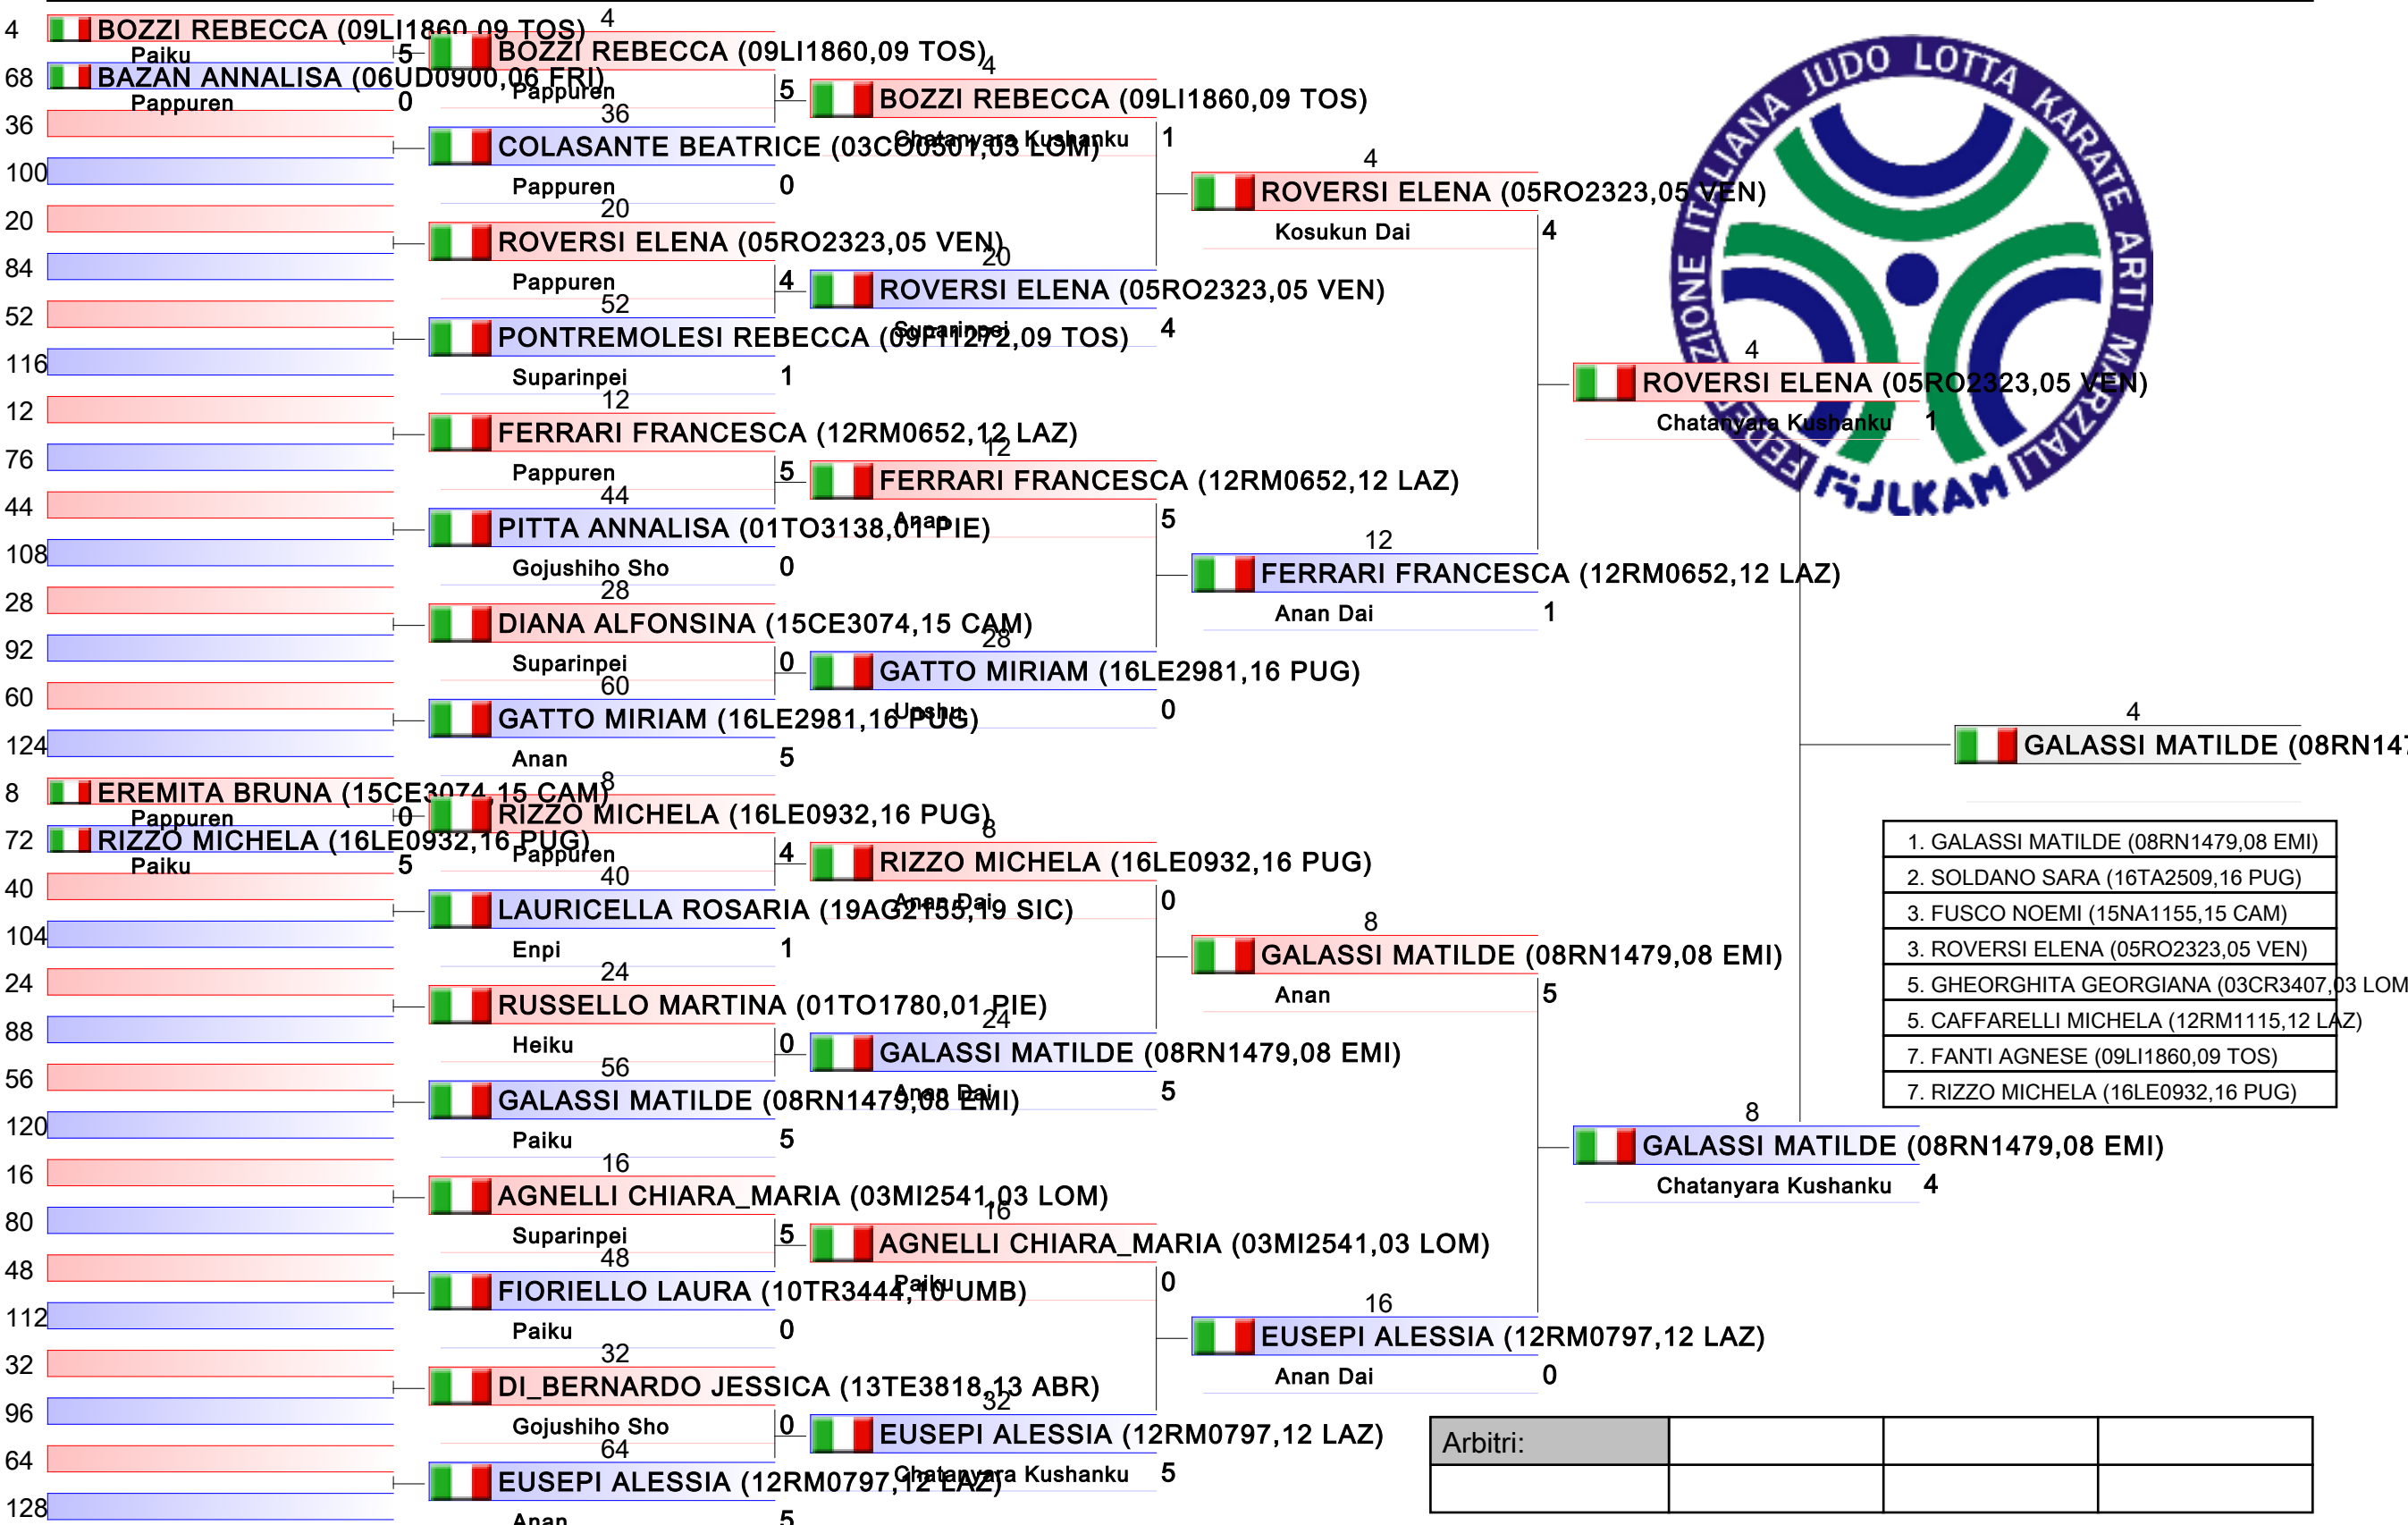 4 BOZZI REBECCA (09LI1860,09 TOS)
Paiku 5
68 BAZAN ANNALISA (06UD0900,06 FRI)
Pappuren 0
36
100
20
84
52
116
12
76
44
108
28
92
60
124
8 EREMITA BRUNA (15CE3074,15 CAM)
Pappuren 0
72 RIZZO MICHELA (16LE0932,16 PUG)
Paiku 5
40
104
24
88
56
120
16
80
48
112
32
96
64
128
4
BOZZI REBECCA (09LI1860,09 TOS)
Pappuren 5
36
COLASANTE BEATRICE (03CO0501,03 LOM)
Pappuren 0
20
ROVERSI ELENA (05RO2323,05 VEN)
Pappuren 4
52
PONTREMOLESI REBECCA (09FI1272,09 TOS)
Suparinpei 1
12
FERRARI FRANCESCA (12RM0652,12 LAZ)
Pappuren 5
44
PITTA ANNALISA (01TO3138,01 PIE)
Gojushiho Sho 0
28
DIANA ALFONSINA (15CE3074,15 CAM)
Suparinpei 0
60
GATTO MIRIAM (16LE2981,16 PUG)
Anan 5
8
RIZZO MICHELA (16LE0932,16 PUG)
Pappuren 4
40
LAURICELLA ROSARIA (19AG2155,19 SIC)
Enpi 1
24
RUSSELLO MARTINA (01TO1780,01 PIE)
Heiku 0
56
GALASSI MATILDE (08RN1479,08 EMI)
Paiku 5
16
AGNELLI CHIARA_MARIA (03MI2541,03 LOM)
Suparinpei 5
48
FIORIELLO LAURA (10TR3444,10 UMB)
Paiku 0
32
DI_BERNARDO JESSICA (13TE3818,13 ABR)
Gojushiho Sho 0
64
EUSEPI ALESSIA (12RM0797,12 LAZ)
Anan 5
4
BOZZI REBECCA (09LI1860,09 TOS)
Chatanyara Kushanku 1
20
ROVERSI ELENA (05RO2323,05 VEN)
Suparinpei 4
12
FERRARI FRANCESCA (12RM0652,12 LAZ)
Anan 5
28
GATTO MIRIAM (16LE2981,16 PUG)
Unshu 0
8
RIZZO MICHELA (16LE0932,16 PUG)
Anan Dai 0
24
GALASSI MATILDE (08RN1479,08 EMI)
Anan Dai 5
16
AGNELLI CHIARA_MARIA (03MI2541,03 LOM)
Paiku 0
32
EUSEPI ALESSIA (12RM0797,12 LAZ)
Chatanyara Kushanku 5
4
ROVERSI ELENA (05RO2323,05 VEN)
Kosukun Dai 4
12
FERRARI FRANCESCA (12RM0652,12 LAZ)
Anan Dai 1
8
GALASSI MATILDE (08RN1479,08 EMI)
Anan 5
16
EUSEPI ALESSIA (12RM0797,12 LAZ)
Anan Dai 0
FEDERAZIONE ITALIANA JUDO LOTTA KARATE ARTI MARZIALI
FIJLKAM
4
ROVERSI ELENA (05RO2323,05 VEN)
Chatanyara Kushanku 1
8
GALASSI MATILDE (08RN1479,08 EMI)
Chatanyara Kushanku 4
4
GALASSI MATILDE (08RN147
1. GALASSI MATILDE (08RN1479,08 EMI)
2. SOLDANO SARA (16TA2509,16 PUG)
3. FUSCO NOEMI (15NA1155,15 CAM)
3. ROVERSI ELENA (05RO2323,05 VEN)
5. GHEORGHITA GEORGIANA (03CR3407,03 LOM
5. CAFFARELLI MICHELA (12RM1115,12 LAZ)
7. FANTI AGNESE (09LI1860,09 TOS)
7. RIZZO MICHELA (16LE0932,16 PUG)
Arbitri: